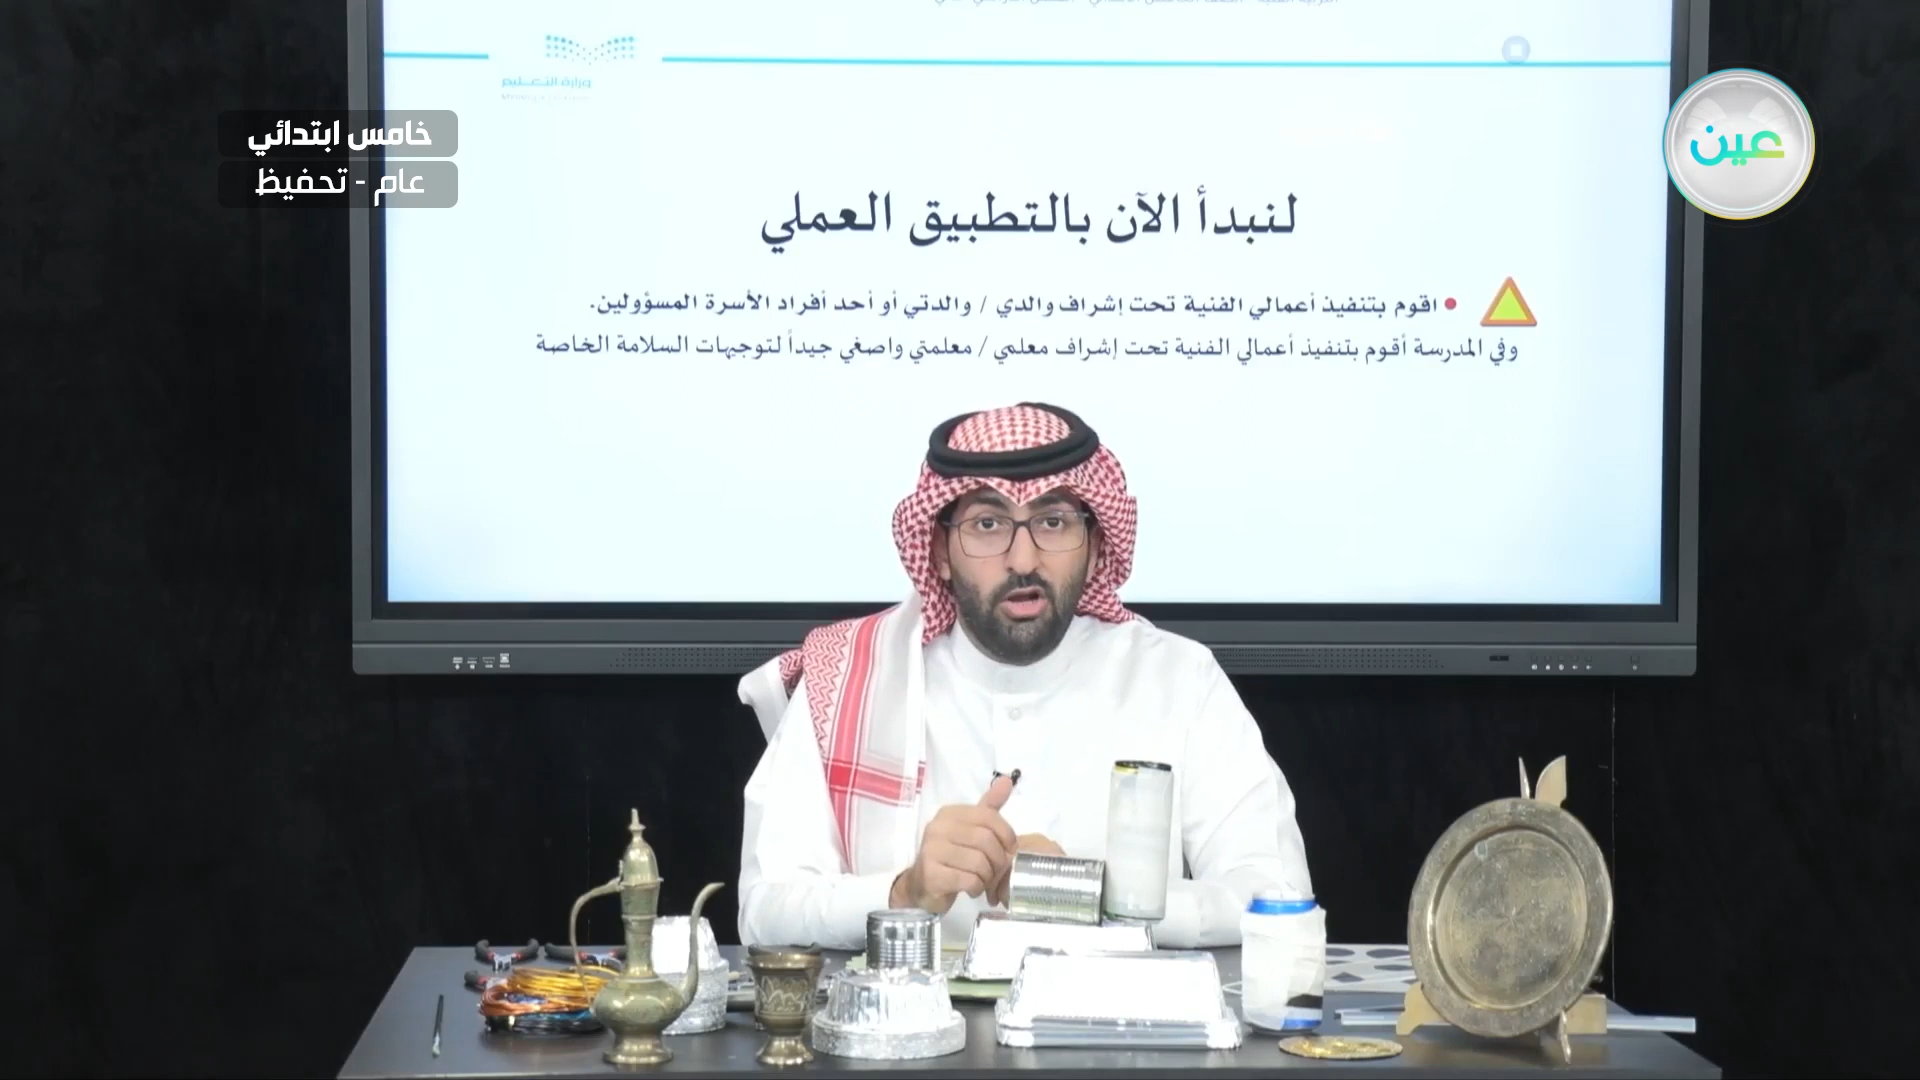 وزارة التعليم
خامس ابتدائي
عام - تحفيظ
عين
لنبدأ الآن بالتطبيق العملي
• اقوم بتنفيذ أعمالي الفنية تحت إشراف والدي / والدتي أو أحد أفراد الأسرة المسؤولين.
وفي المدرسة أقوم بتنفيذ أعمالي الفنية تحت إشراف معلمي / معلمتي واصغي جيداً لتوجيهات السلامة الخاصة